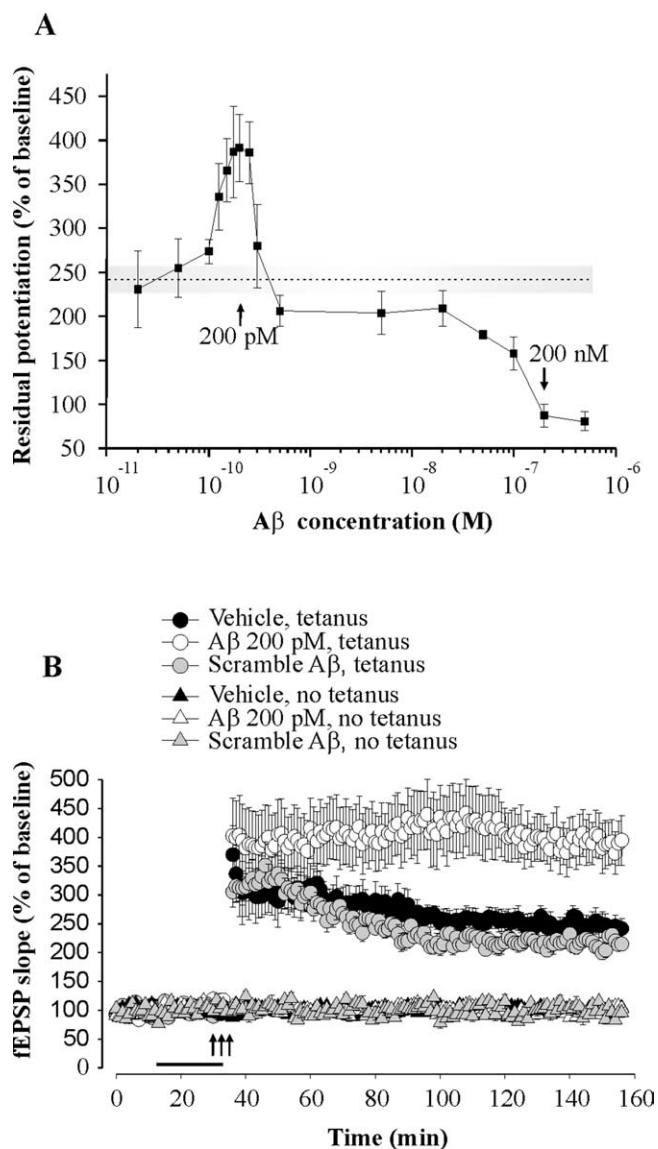 A
Residual potentiation (% of baseline)
450
400
350
300
250
200
150
100
50
200 pM
200 nM
10⁻¹¹ 10⁻¹⁰ 10⁻⁹ 10⁻⁸ 10⁻⁷ 10⁻⁶
Aβ concentration (M)
B
Vehicle, tetanus
Aβ 200 pM, tetanus
Scramble Aβ, tetanus
Vehicle, no tetanus
Aβ 200 pM, no tetanus
Scramble Aβ, no tetanus
fEPSP slope (% of baseline)
500
450
400
350
300
250
200
150
100
50
0
0 20 40 60 80 100 120 140 160
Time (min)